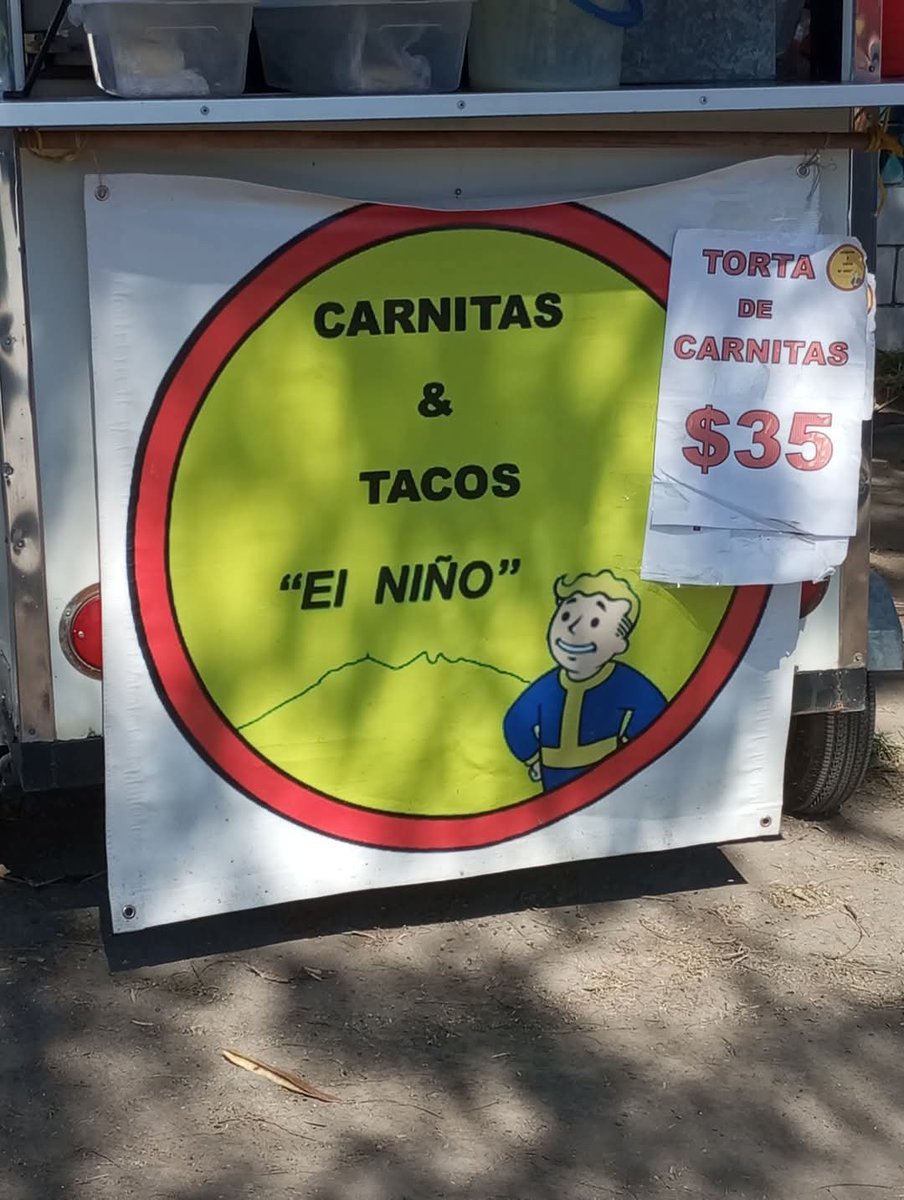 CARNITAS
&
TACOS
“El NIÑO”
TORTA
DE
CARNITAS
$35